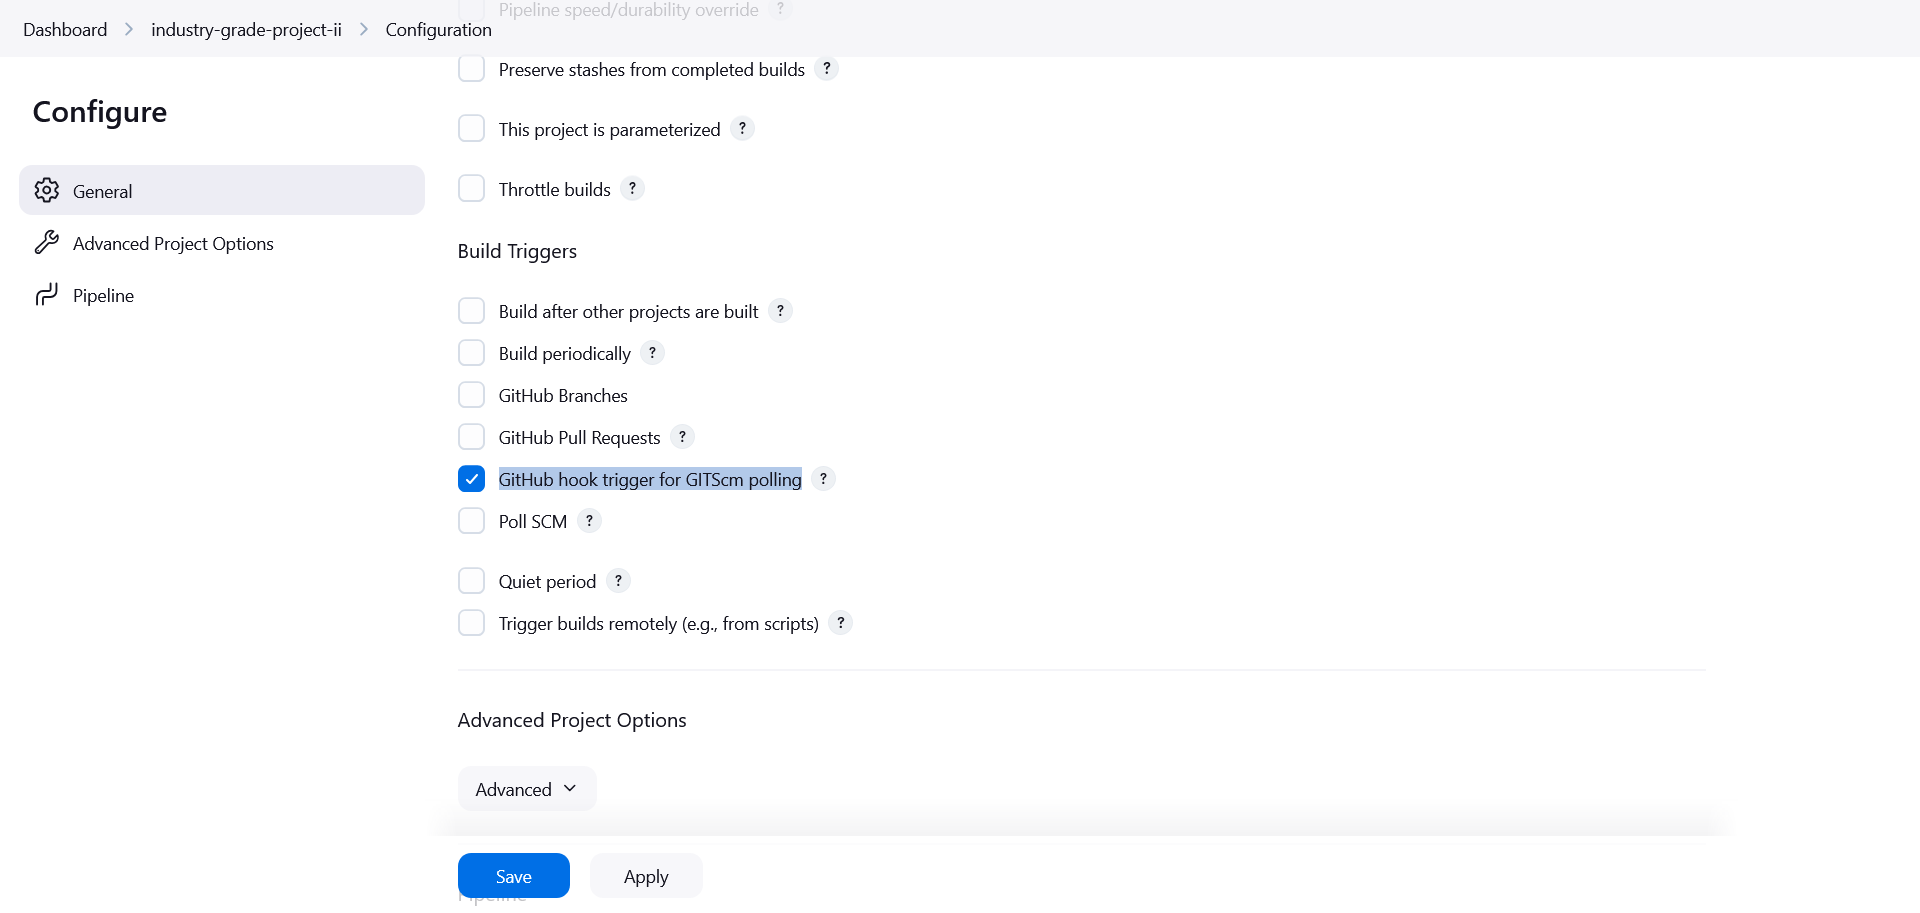 Pipeline speed/durability override ?
Dashboard > industry-grade-project-ii > Configuration
Preserve stashes from completed builds ?
Configure
This project is parameterized ?
General
Throttle builds ?
Advanced Project Options
Build Triggers
Pipeline
Build after other projects are built ?
Build periodically ?
GitHub Branches
GitHub Pull Requests ?
GitHub hook trigger for GITScm polling ?
Poll SCM ?
Quiet period ?
Trigger builds remotely (e.g., from scripts) ?
Advanced Project Options
Advanced
Save Apply
Pipeline